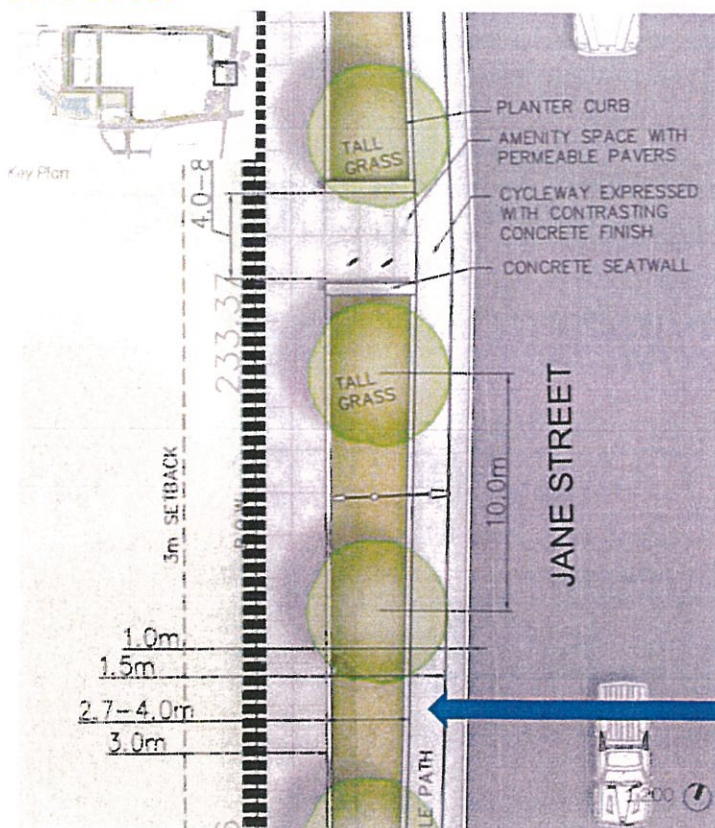 Key Plan
PLANTER CURB
AMENITY SPACE WITH
PERMEABLE PAVERS
CYCLEWAY EXPRESSED
WITH CONTRASTING
CONCRETE FINISH
CONCRETE SEATWALL
TALL
GRASS
4.0-8
233.37
TALL
GRASS
3m SETBACK
ROW
10.0m
JANE STREET
1.0m
1.5m
2.7-4.0m
3.0m
LE PATH
1:200